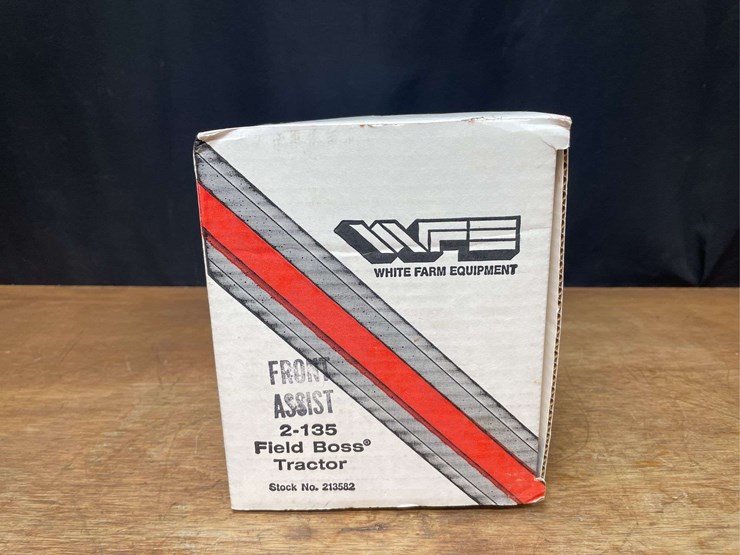 WFE
WHITE FARM EQUIPMENT
FRONT
ASSIST
2-135
Field Boss®
Tractor
Stock No. 213582